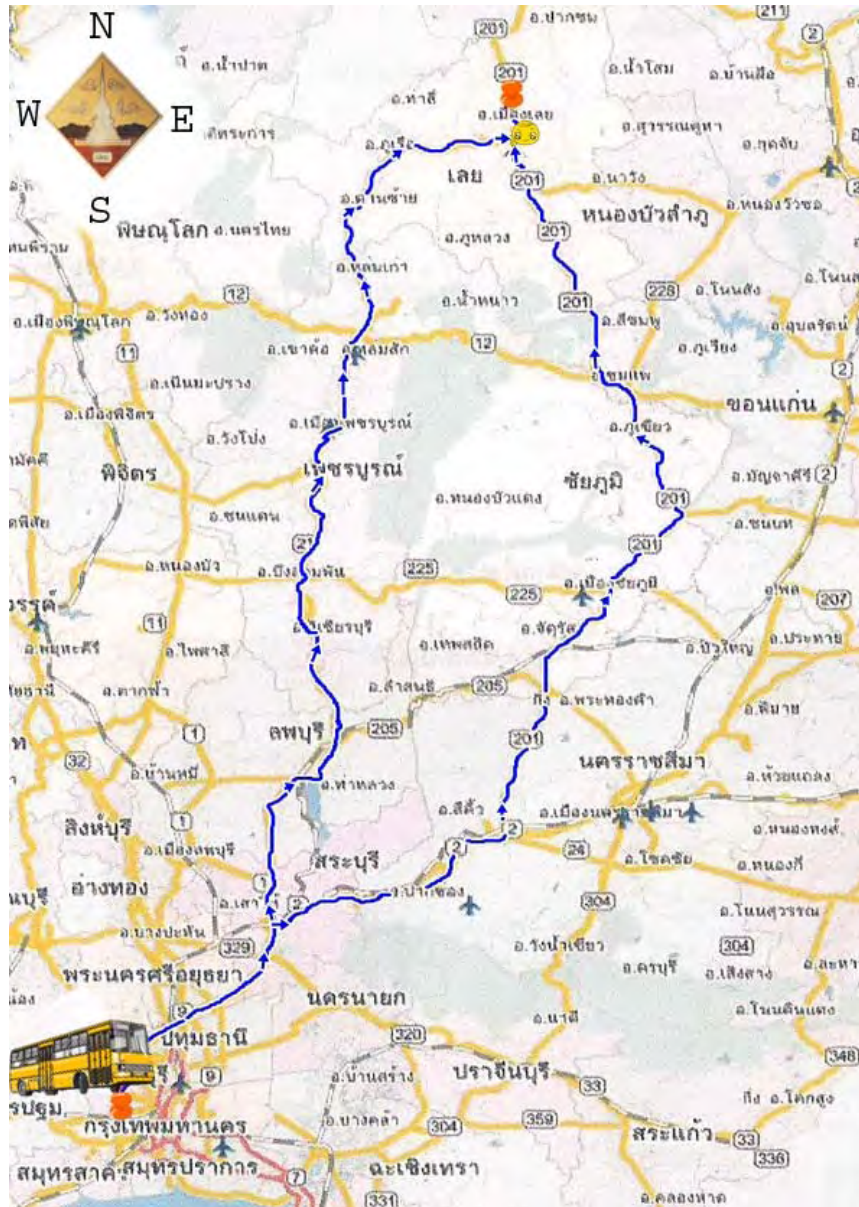 N
W
E
S
201
อ.ปากชม
211
2
อ.น้ำปาด
201
อ.น้ำโสม
อ.บ้านผือ
อ.ท่าลี่
อ.เมืองเลย
อ.สุวรรณคูหา
อ.กุดจับ
อ.ภูเรือ
เลย
201
อ.นาวัง
อ.ด่านซ้าย
หนองบัวลำภู
อ.หนองวัวซอ
พิษณุโลก
อ.นครไทย
201
อ.ภูหลวง
อ.หล่มเก่า
228
อ.โนนสัง
12
อ.น้ำหนาว
201
อ.เมืองพิษณุโลก
อ.วังทอง
อ.สีชมพู
อ.อุบลรัตน์
11
12
อ.ภูเวียง
อ.เขาค้อ
อ.หล่มสัก
2
อ.เนินมะปราง
อ.ชุมแพ
ขอนแก่น
อ.เมืองพิจิตร
อ.วังโป่ง
อ.ภูเขียว
พิจิตร
เพชรบูรณ์
ชัยภูมิ
อ.มัญจาคีรี
2
อ.หนองบัวแดง
201
อ.ชนแดน
อ.ชนบท
21
201
อ.หนองบัว
อ.บึงสามพัน
225
225
อ.เมืองชัยภูมิ
อ.พล
207
11
อ.วิเชียรบุรี
อ.จัตุรัส
อ.ประทาย
อ.พยุหะคีรี
อ.ไพศาลี
อ.เทพสถิต
อ.บัวใหญ่
อ.ตากฟ้า
อ.ลำสนธิ
205
กิ่ง อ.พระทองคำ
อ.พิมาย
ลพบุรี
205
201
1
32
นครราชสีมา
อ.บ้านหมี่
อ.ท่าหลวง
อ.ห้วยแถลง
อ.สีคิ้ว
สิงห์บุรี
1
2
2
อ.เมืองลพบุรี
24
อ.หนองหงส์
สระบุรี
อ.โชคชัย
อ.หนองกี่
อ่างทอง
1
2
อ.ปากช่อง
304
อ.โนนสุวรรณ
อ.บางปะหัน
329
อ.วังน้ำเขียว
304
พระนครศรีอยุธยา
อ.ครบุรี
อ.เสิงสาง
นครนายก
9
อ.นาดี
อ.โนนดินแดง
ปทุมธานี
320
348
9
อ.บ้านสร้าง
ปราจีนบุรี
33
กิ่ง อ.โคกสูง
กรุงเทพมหานคร
อ.บางคล้า
304
359
สระแก้ว
33
336
สมุทรปราการ
ฉะเชิงเทรา
7
331
อ.คลองหาด